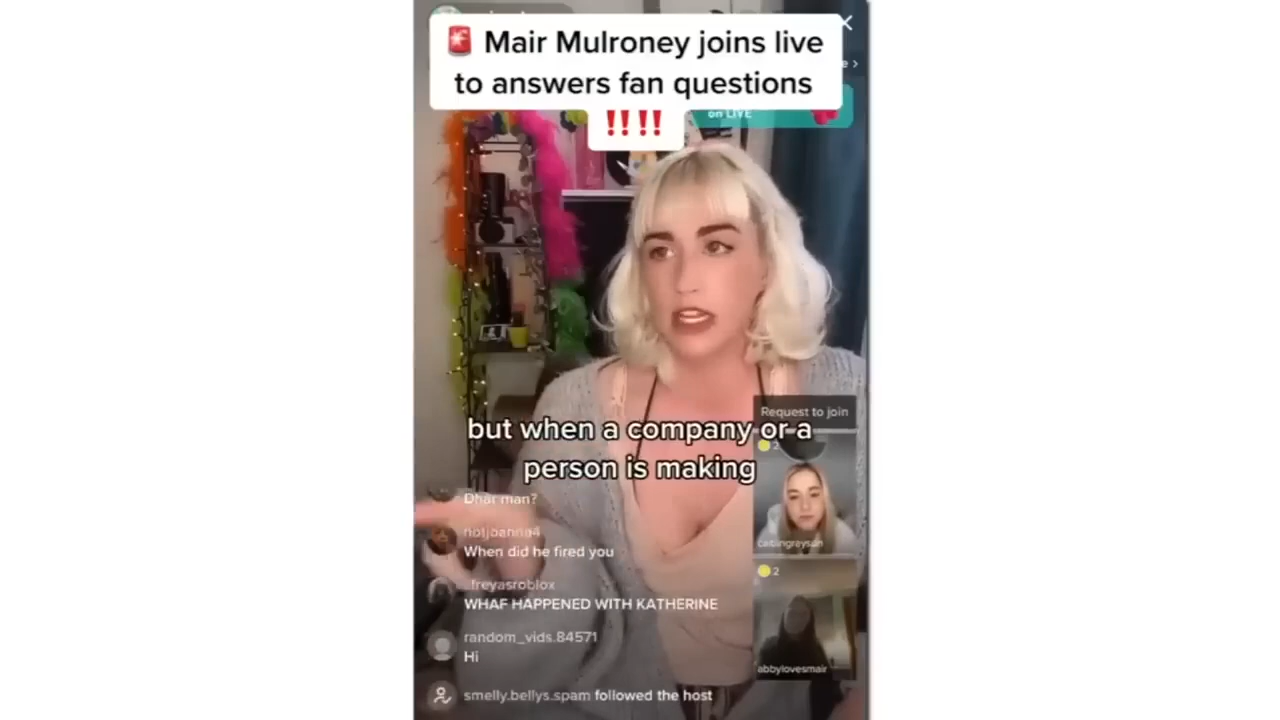 🚨 Mair Mulroney joins live
to answers fan questions
‼️‼️
e >
on LIVE
Request to join
but when a company or a
person is making
2
Dhar man?
notjoanna4
When did he fired you
caitlingraysun
2
_freyasroblox
WHAF HAPPENED WITH KATHERINE
random_vids.84571
Hi
abbylovesmair
smelly.bellys.spam followed the host